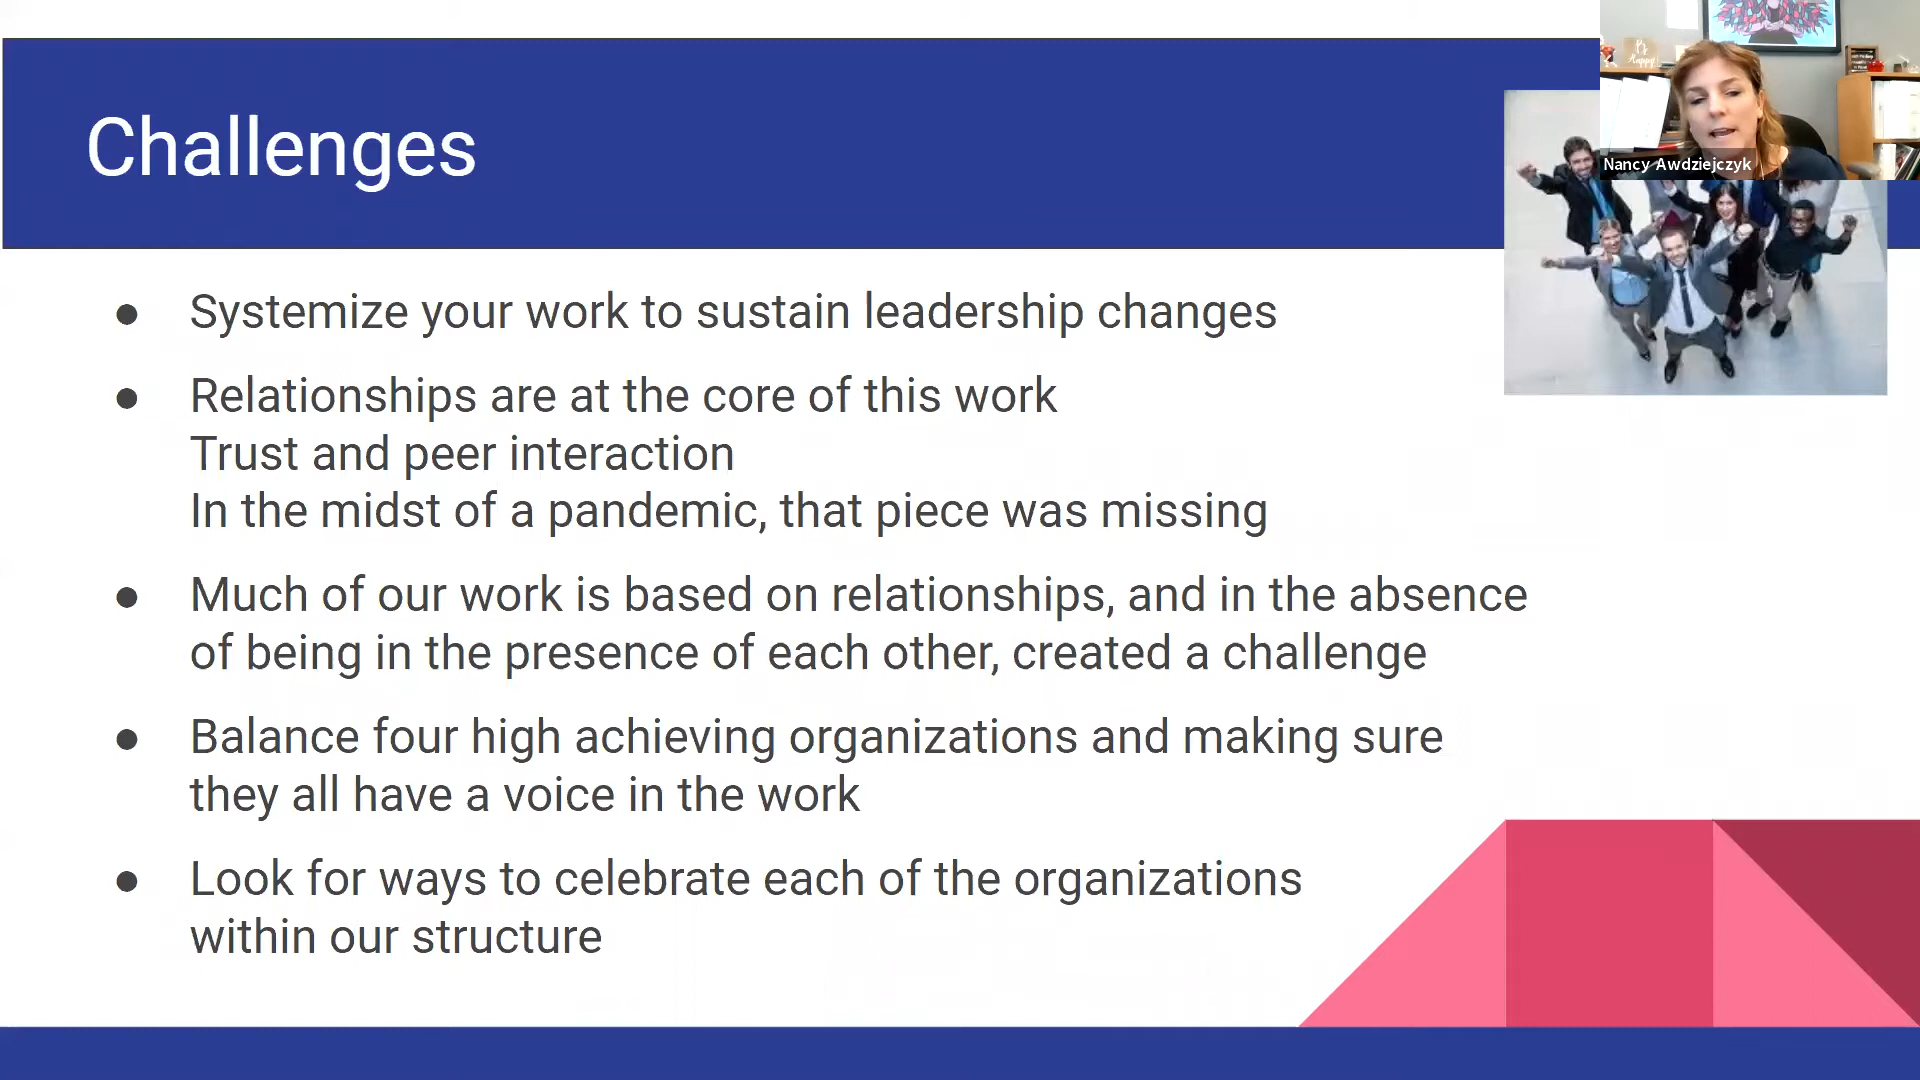 Challenges
Be
Happy
Nancy Awdziejczyk
● Systemize your work to sustain leadership changes
● Relationships are at the core of this work
Trust and peer interaction
In the midst of a pandemic, that piece was missing
● Much of our work is based on relationships, and in the absence
of being in the presence of each other, created a challenge
● Balance four high achieving organizations and making sure
they all have a voice in the work
● Look for ways to celebrate each of the organizations
within our structure